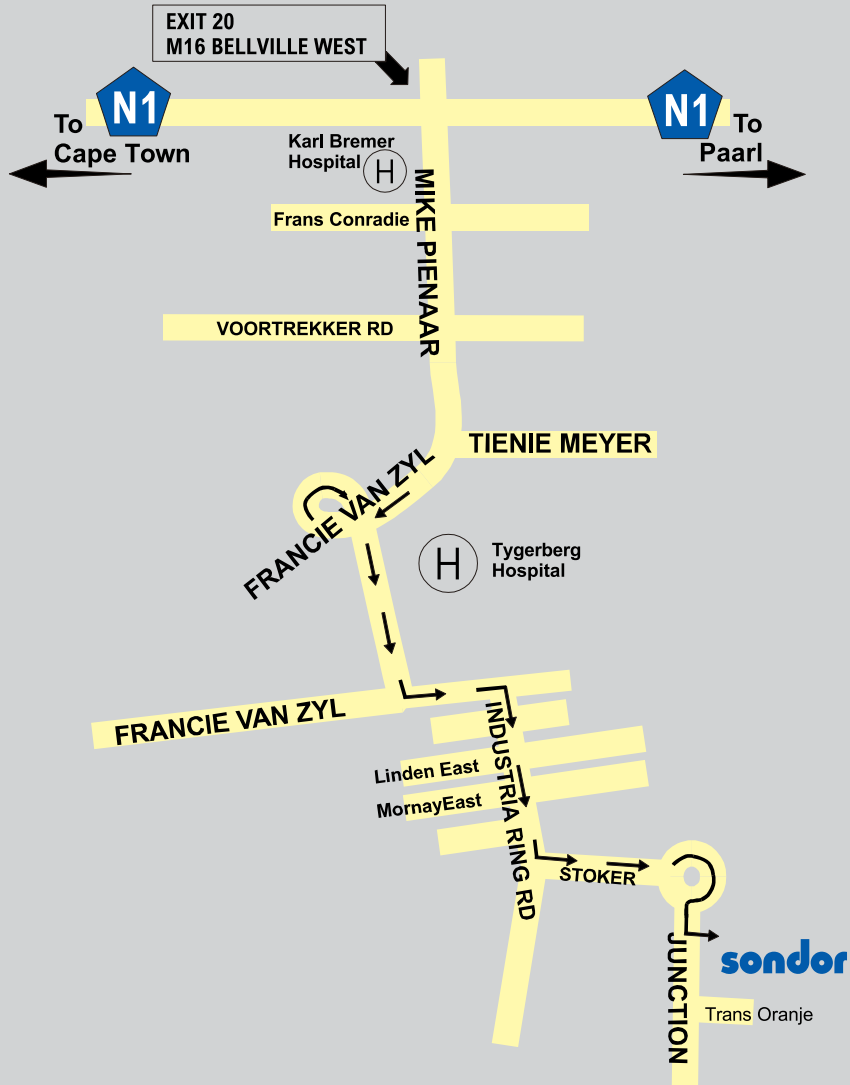 EXIT 20
M16 BELLVILLE WEST
N1
N1
To
Cape Town
To
Paarl
Karl Bremer
Hospital
H
MIKE PIENAAR
Frans Conradie
VOORTREKKER RD
TIENIE MEYER
FRANCIE VAN ZYL
H
Tygerberg
Hospital
FRANCIE VAN ZYL
INDUSTRIA RING RD
Linden East
MornayEast
STOKER
sondor
JUNCTION
Trans Oranje